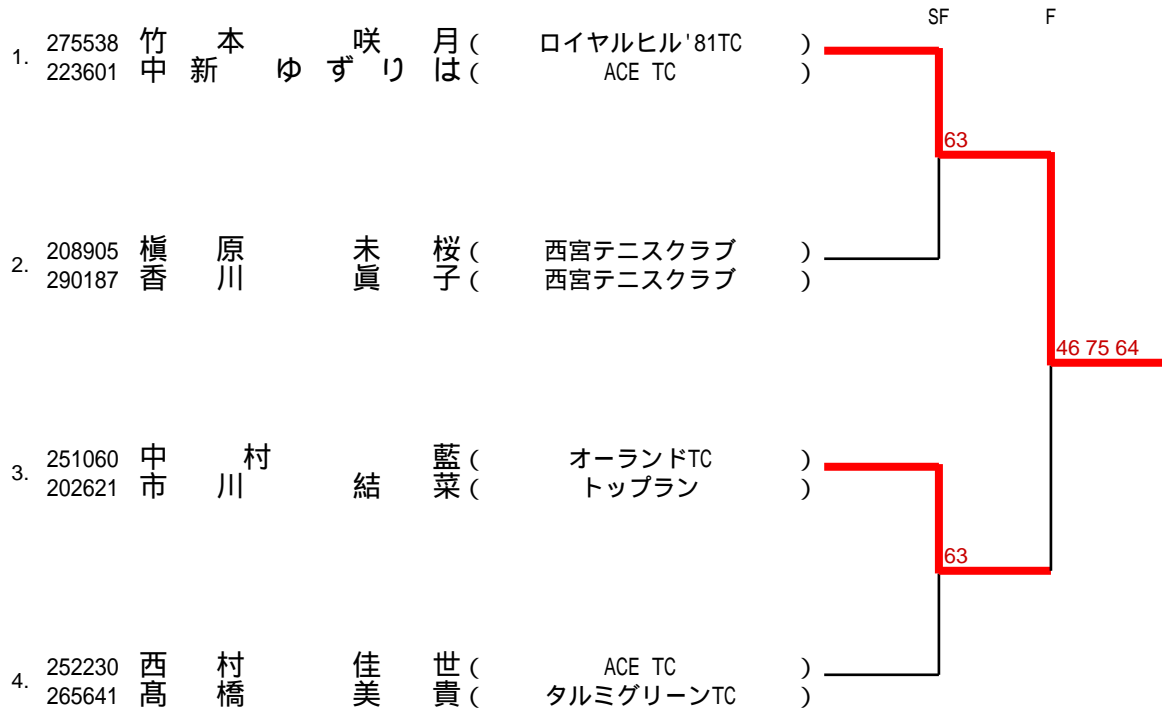 SF F
1. 275538 竹本 咲月 ( ロイヤルヒル'81TC )
223601 中新 ゆずりは ( ACE TC )
63
2. 208905 槇原 未桜 ( 西宮テニスクラブ )
290187 香川 眞子 ( 西宮テニスクラブ )
46 75 64
3. 251060 中村 藍 ( オーランドTC )
202621 市川 結菜 ( トップラン )
63
4. 252230 西村 佳世 ( ACE TC )
265641 髙橋 美貴 ( タルミグリーンTC )